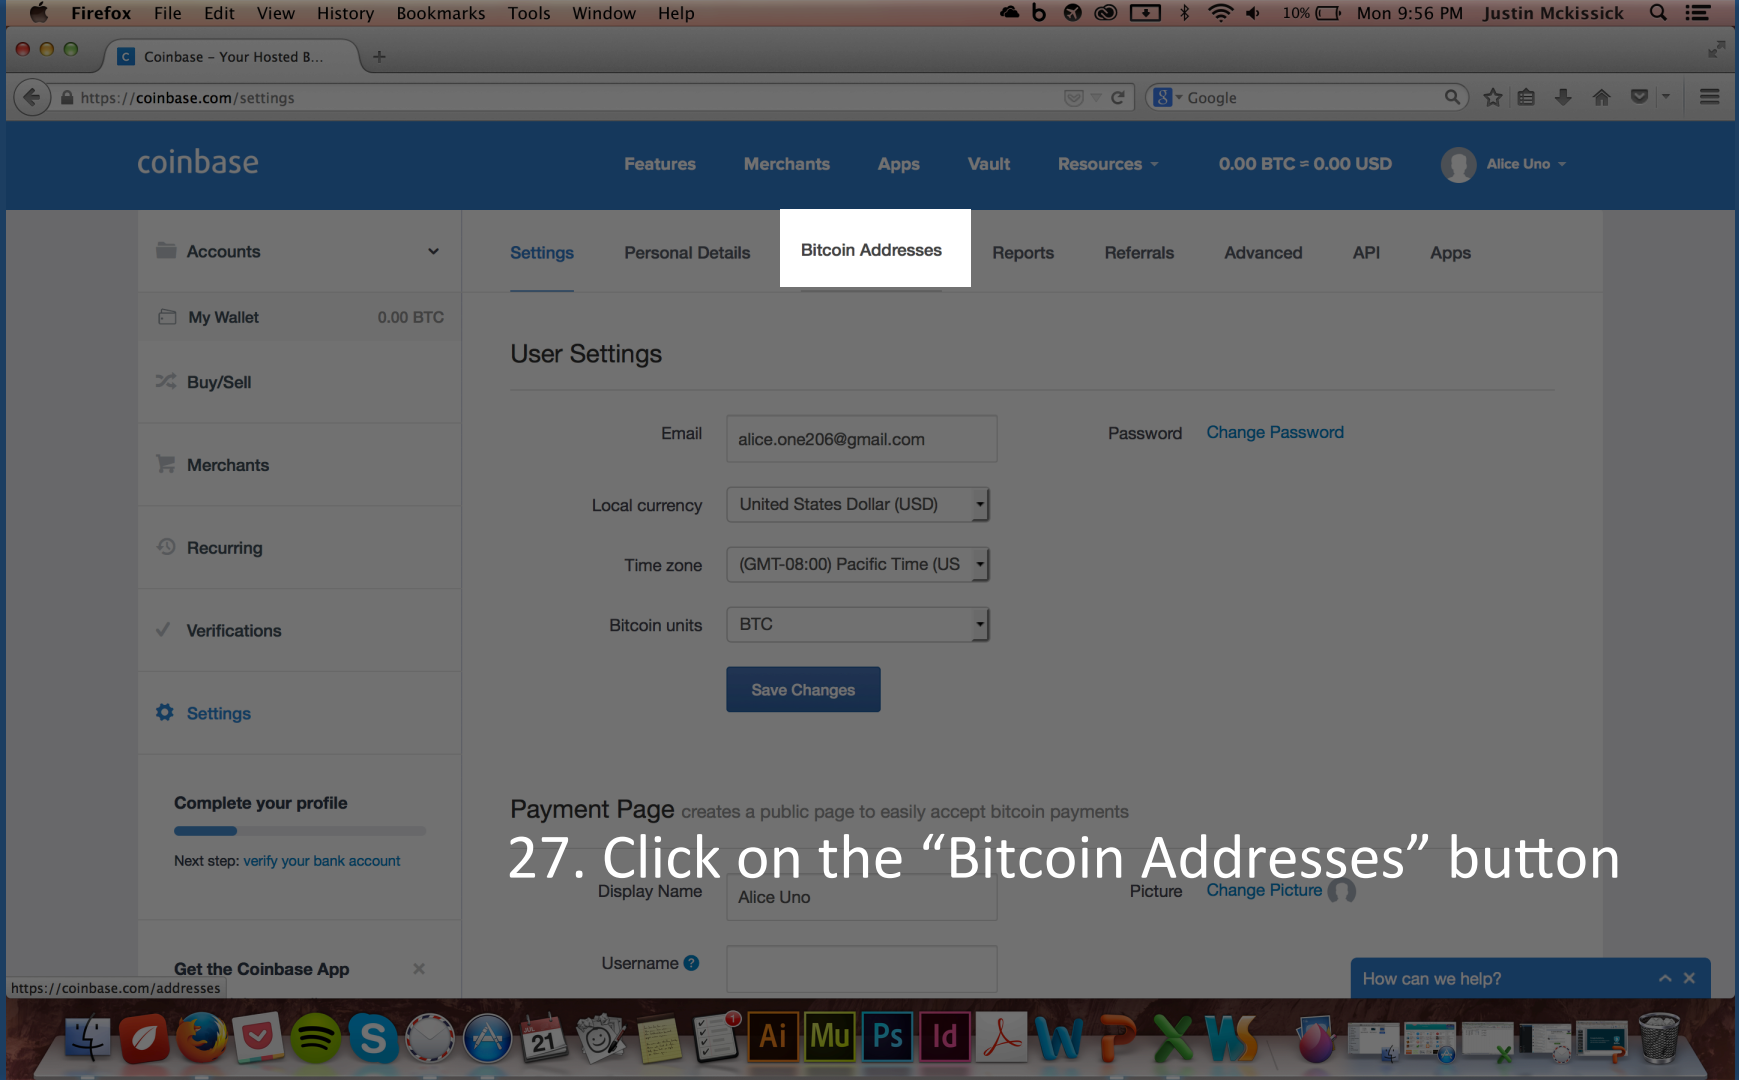 Firefox File Edit View History Bookmarks Tools Window Help 10% Mon 9:56 PM Justin Mckissick
Coinbase - Your Hosted B...
https://coinbase.com/settings Google
coinbase Features Merchants Apps Vault Resources 0.00 BTC = 0.00 USD Alice Uno
Accounts
Settings Personal Details Bitcoin Addresses Reports Referrals Advanced API Apps
My Wallet 0.00 BTC
Buy/Sell
Merchants
Recurring
Verifications
Settings
Complete your profile
Next step: verify your bank account
Get the Coinbase App
https://coinbase.com/addresses
User Settings
Email alice.one206@gmail.com Password Change Password
Local currency United States Dollar (USD)
Time zone (GMT-08:00) Pacific Time (US
Bitcoin units BTC
Save Changes
Payment Page creates a public page to easily accept bitcoin payments
27. Click on the “Bitcoin Addresses” button
Display Name Alice Uno Picture Change Picture
Username ?
How can we help?
JUL 21 1 Ai Mu Ps Id